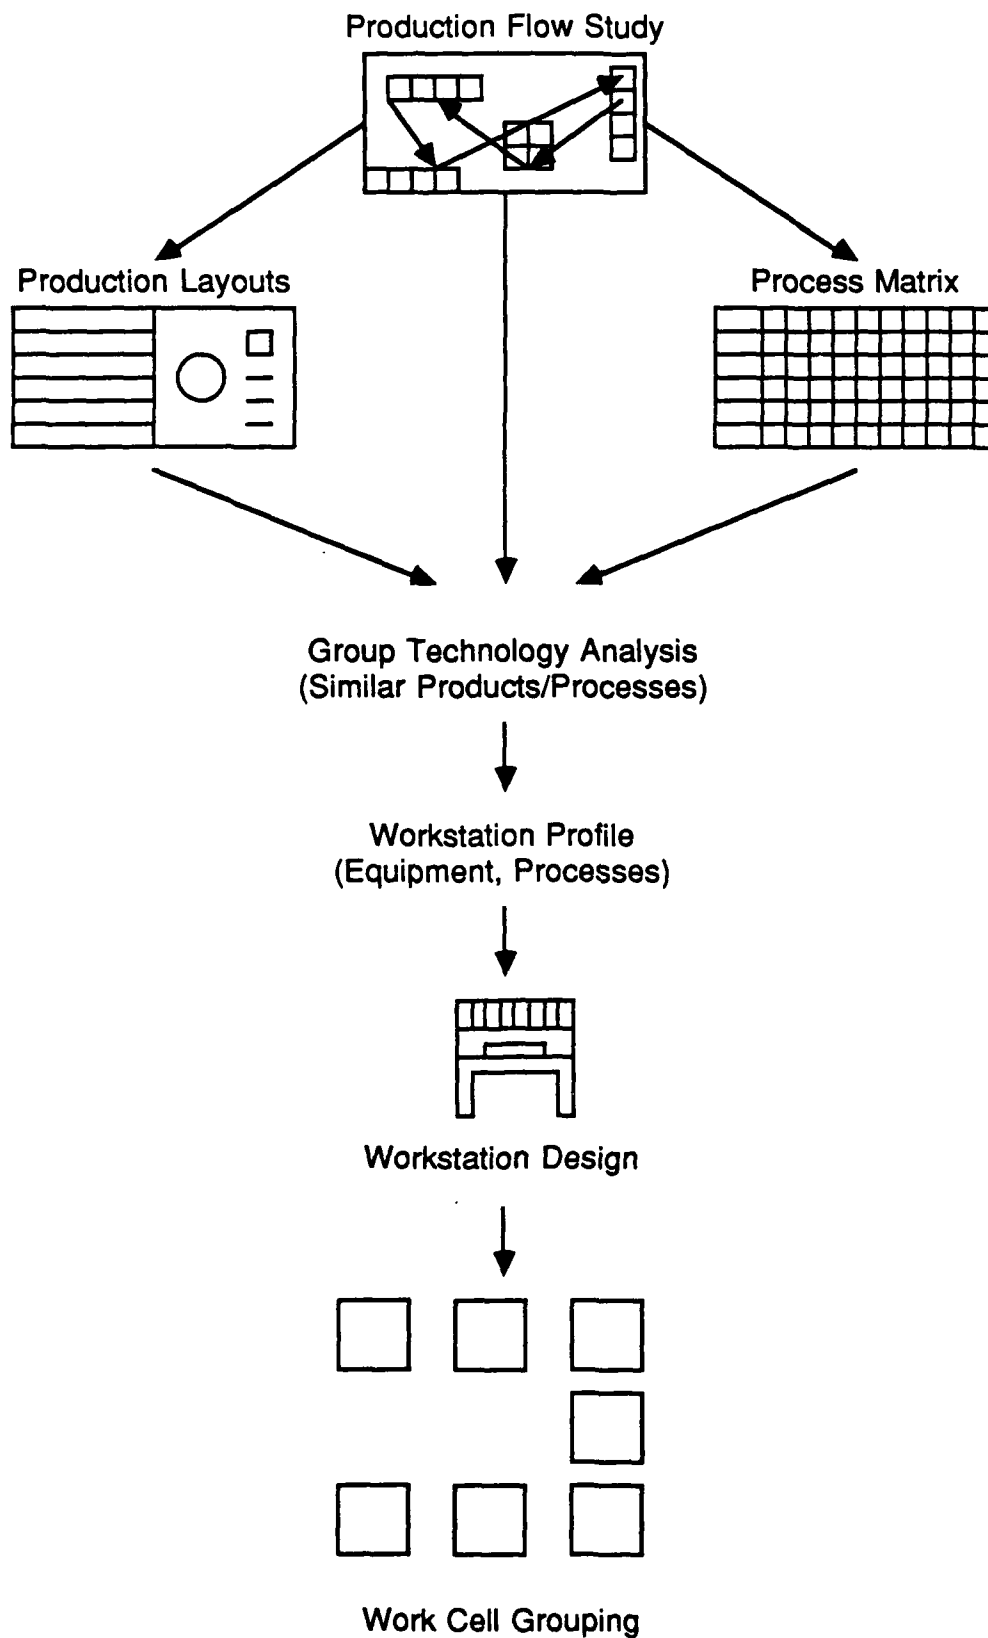 Production Flow Study
Production Layouts
Process Matrix
Group Technology Analysis
(Similar Products/Processes)
Workstation Profile
(Equipment, Processes)
Workstation Design
Work Cell Grouping